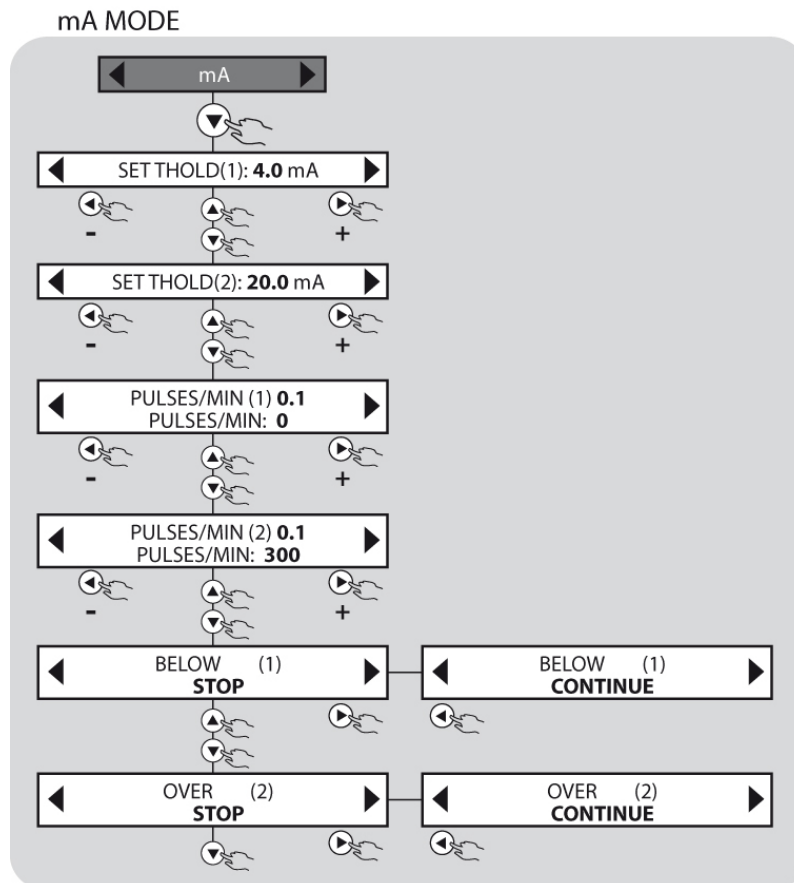 mA MODE
mA
SET THOLD(1): 4.0 mA
- +
SET THOLD(2): 20.0 mA
- +
PULSES/MIN (1) 0.1
PULSES/MIN: 0
- +
PULSES/MIN (2) 0.1
PULSES/MIN: 300
- +
BELOW (1)
STOP
BELOW (1)
CONTINUE
OVER (2)
STOP
OVER (2)
CONTINUE